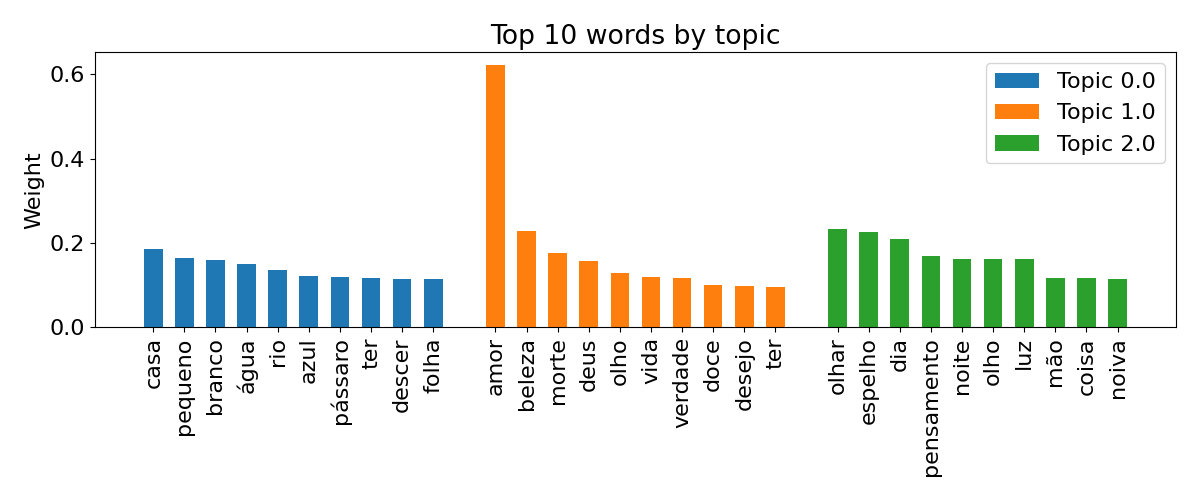 Top 10 words by topic
Weight
0.6
0.4
0.2
0.0
Topic 0.0
Topic 1.0
Topic 2.0
casa
pequeno
branco
água
rio
azul
pássaro
ter
descer
folha
amor
beleza
morte
deus
olho
vida
verdade
doce
desejo
ter
olhar
espelho
dia
pensamento
noite
olho
luz
mão
coisa
noiva